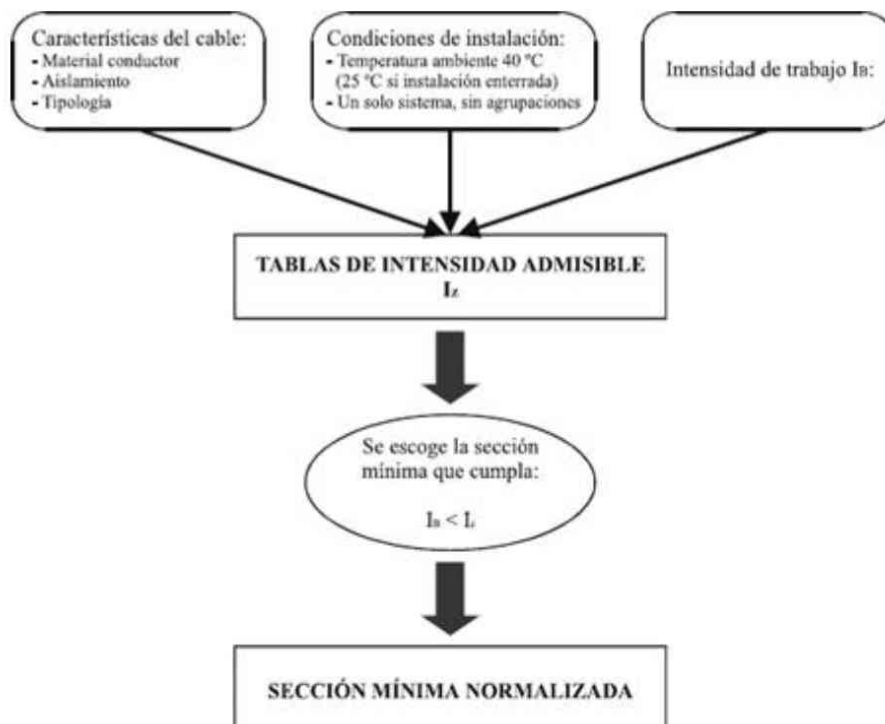 Características del cable:
- Material conductor
- Aislamiento
- Tipología
Condiciones de instalación:
- Temperatura ambiente 40 ºC
(25 ºC si instalación enterrada)
- Un solo sistema, sin agrupaciones
Intensidad de trabajo IB:
TABLAS DE INTENSIDAD ADMISIBLE
Iz
Se escoge la sección
mínima que cumpla:
IB < Iz
SECCIÓN MÍNIMA NORMALIZADA